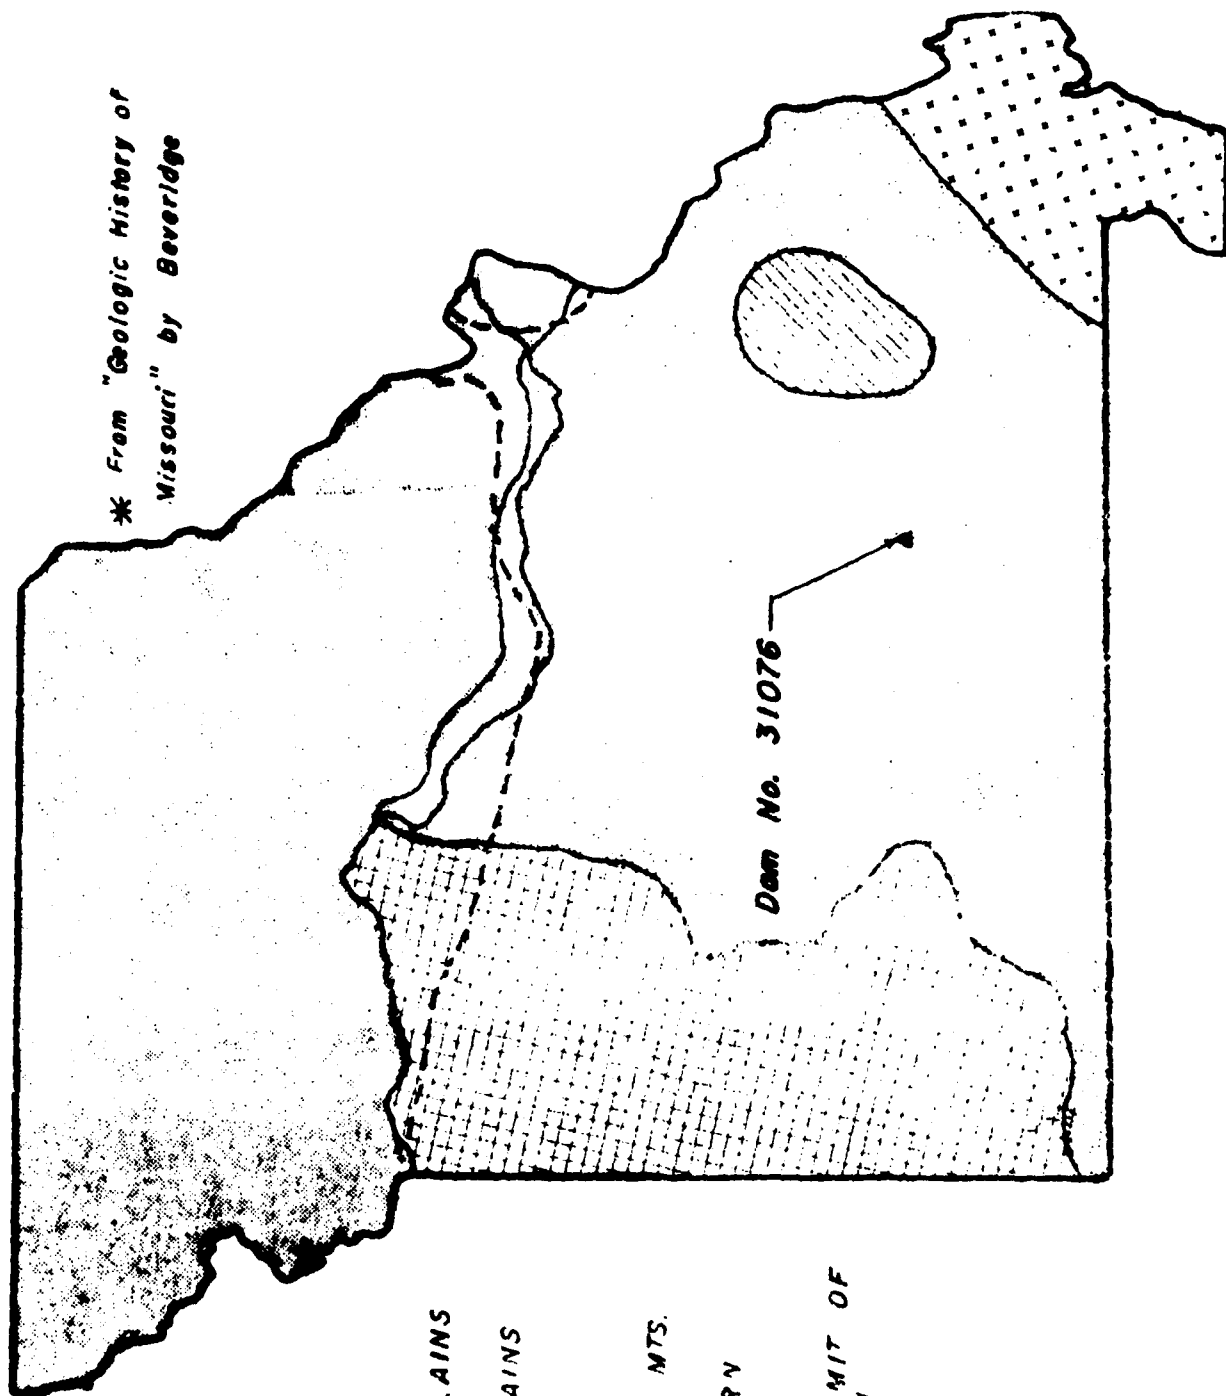 * From "Geologic History of
Missouri" by Beveridge
Dam No. 31076
AINS
AINS
MTS.
RN
MIT OF